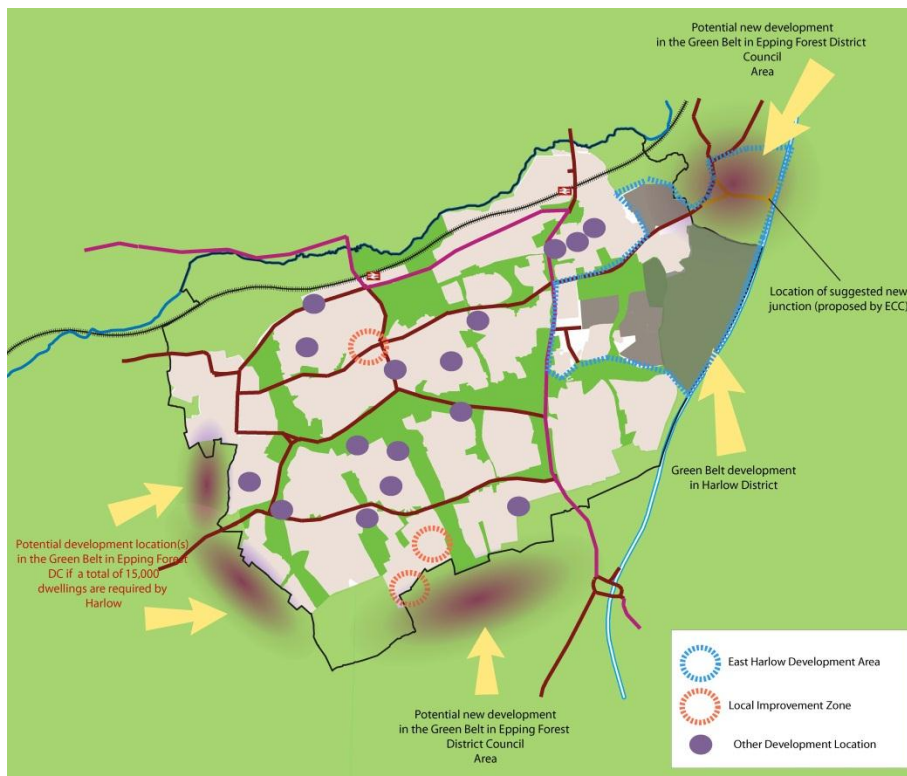 Potential new development
in the Green Belt in Epping Forest District
Council
Area
Location of suggested new
junction (proposed by ECC)
Green Belt development
in Harlow District
Potential development location(s)
in the Green Belt in Epping Forest
DC if a total of 15,000
dwellings are required by
Harlow
Potential new development
in the Green Belt in Epping Forest
District Council
Area
East Harlow Development Area
Local Improvement Zone
Other Development Location